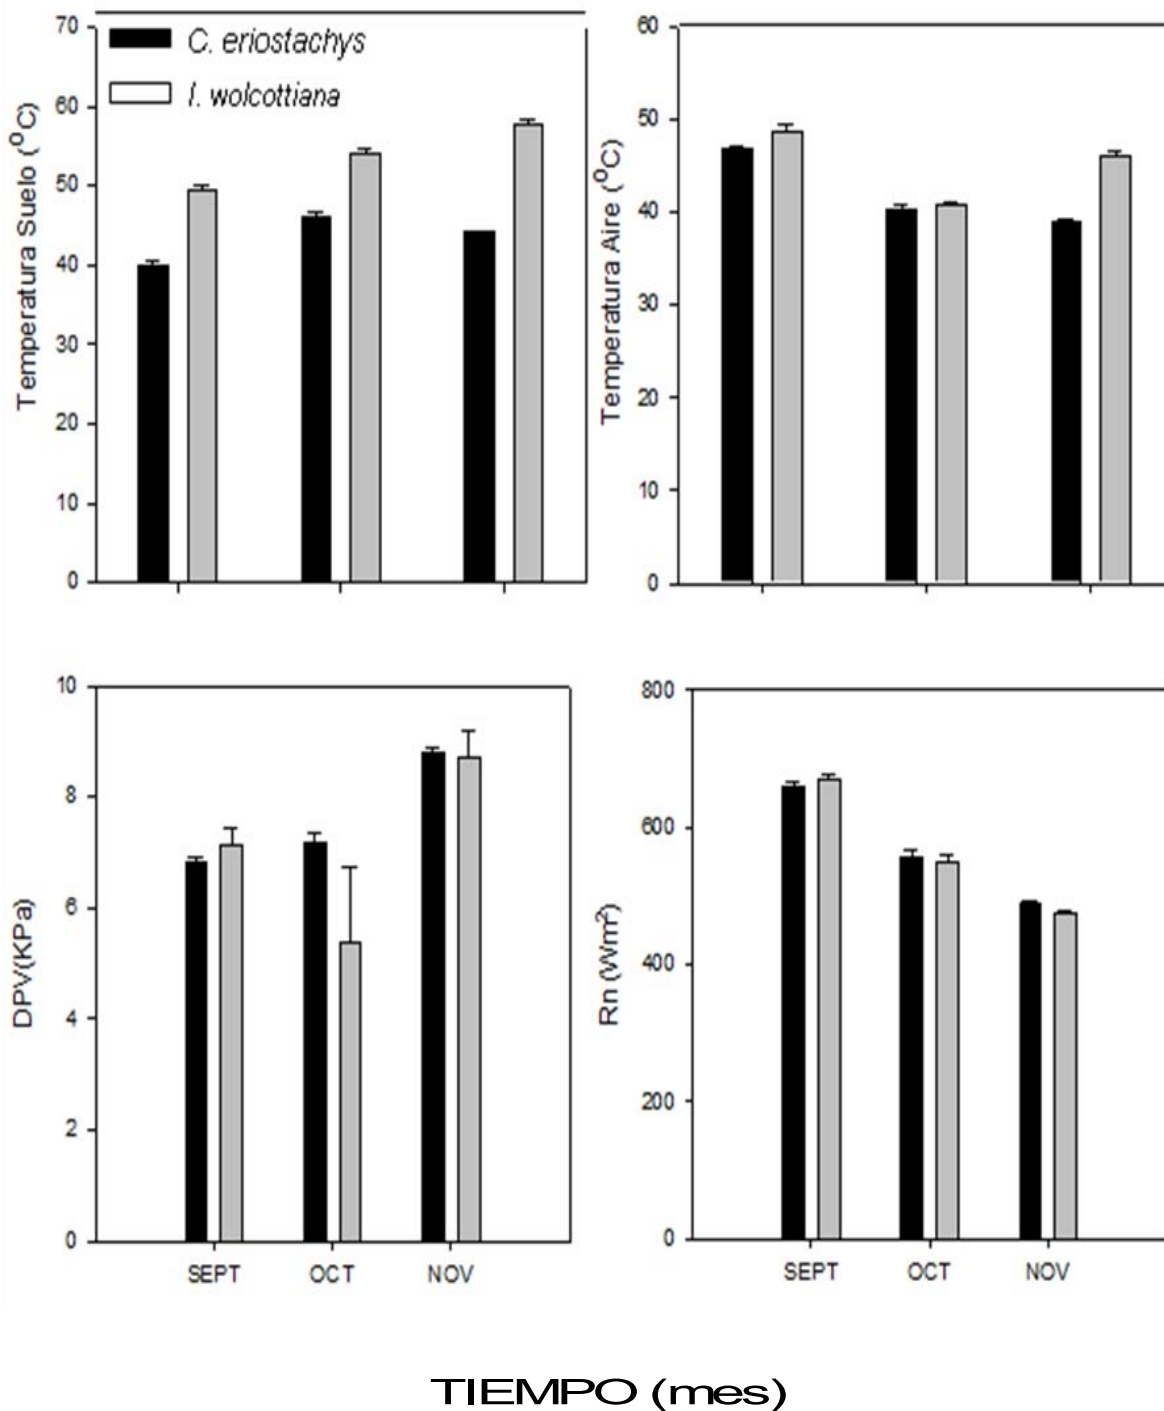 70
60
50
40
30
20
10
0
Temperatura Suelo (⁰C)
C. eriostachys
I. wolcottiana
60
50
40
30
20
10
0
Temperatura Aire (⁰C)
10
8
6
4
2
0
DPV(KPa)
SEPT OCT NOV
800
600
400
200
0
Rn (Wm²)
SEPT OCT NOV
TIEMPO (mes)